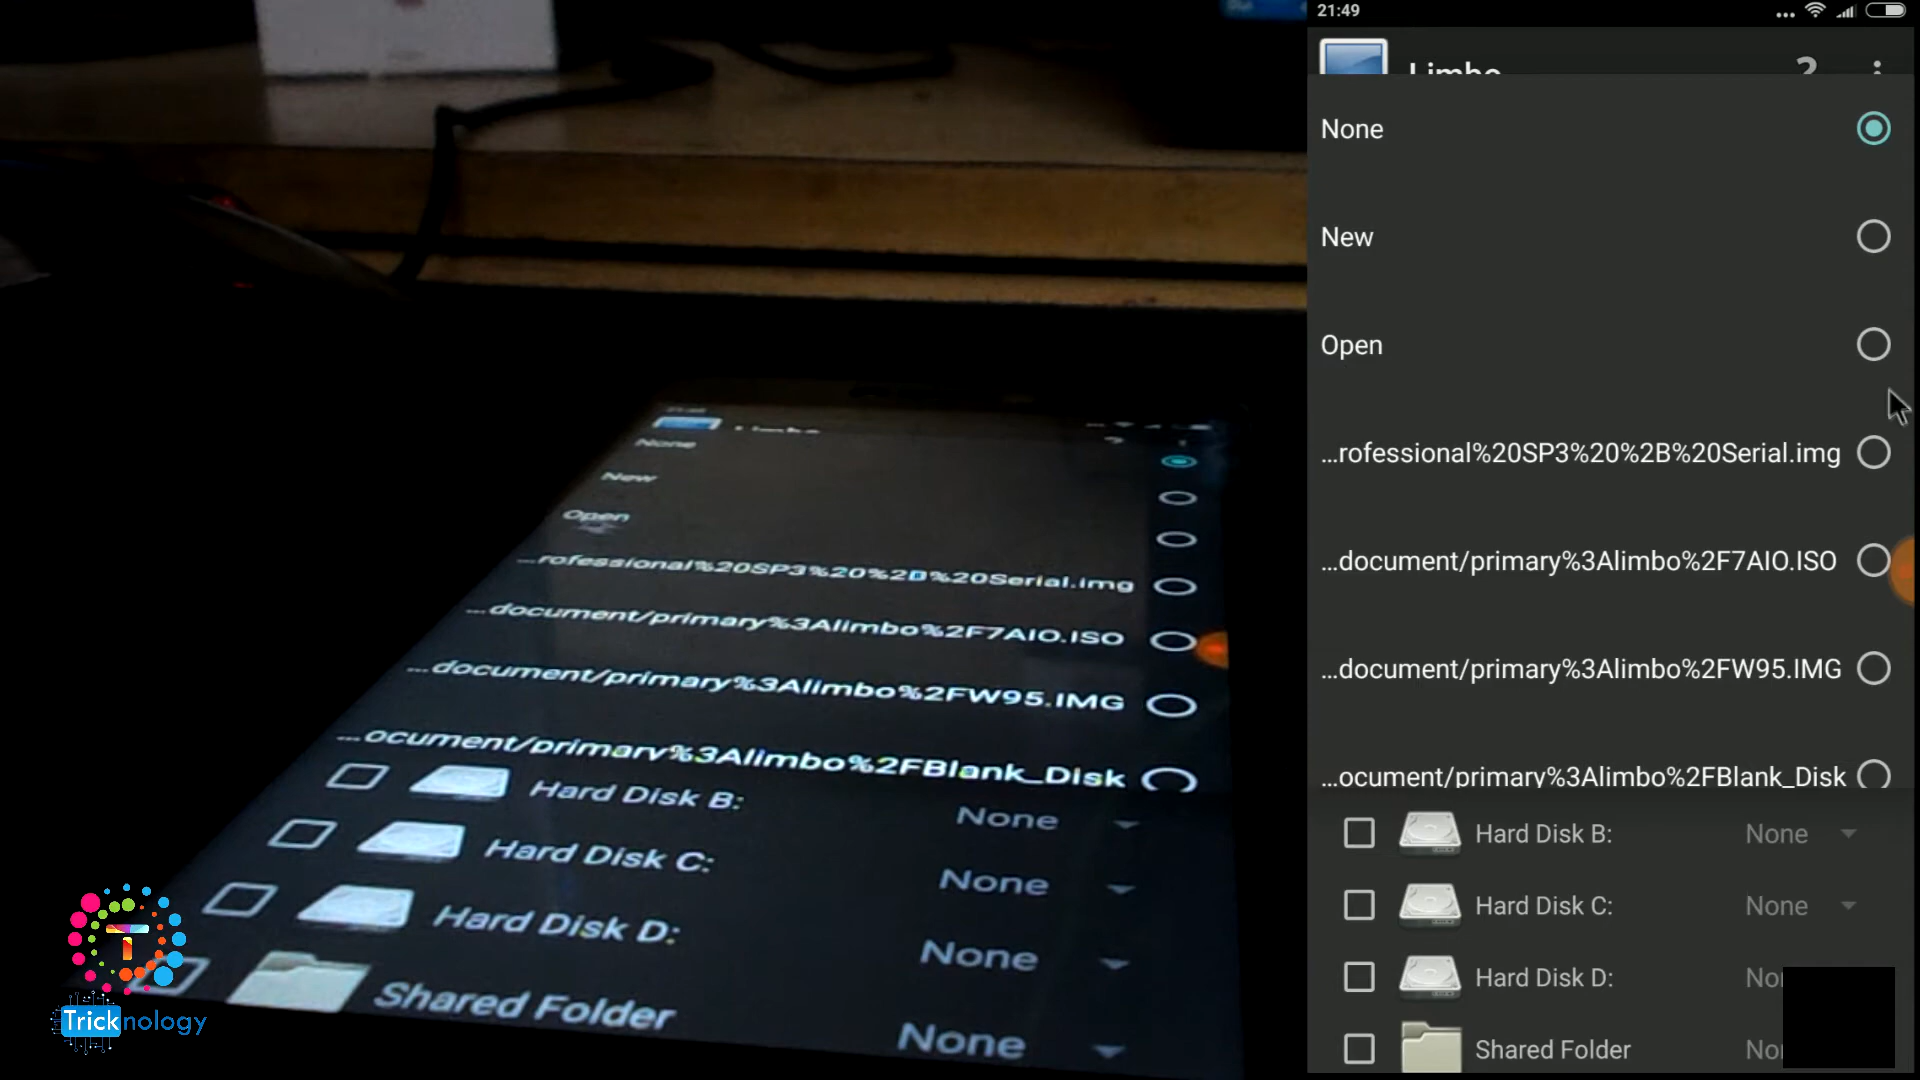 21:49
Limbo
?
None
New
Open
...rofessional%20SP3%20%2B%20Serial.img
...document/primary%3Alimbo%2F7AIO.ISO
...document/primary%3Alimbo%2FW95.IMG
...ocument/primary%3Alimbo%2FBlank_Disk
Hard Disk B: None
Hard Disk C: None
Hard Disk D:
Shared Folder
None
New
Open
...rofessional%20SP3%20%2B%20Serial.img
...document/primary%3Alimbo%2F7AIO.ISO
...document/primary%3Alimbo%2FW95.IMG
...ocument/primary%3Alimbo%2FBlank_Disk
Hard Disk B: None
Hard Disk C: None
Hard Disk D: None
Shared Folder None
T
Tricknology